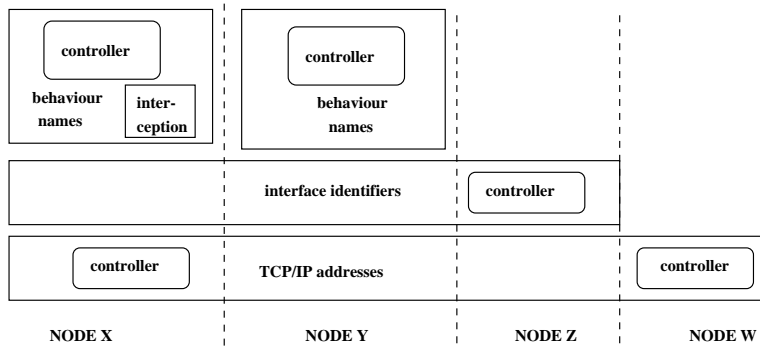 controller
behaviour
names
inter-
ception
controller
behaviour
names
interface identifiers
controller
controller
TCP/IP addresses
controller
NODE X
NODE Y
NODE Z
NODE W